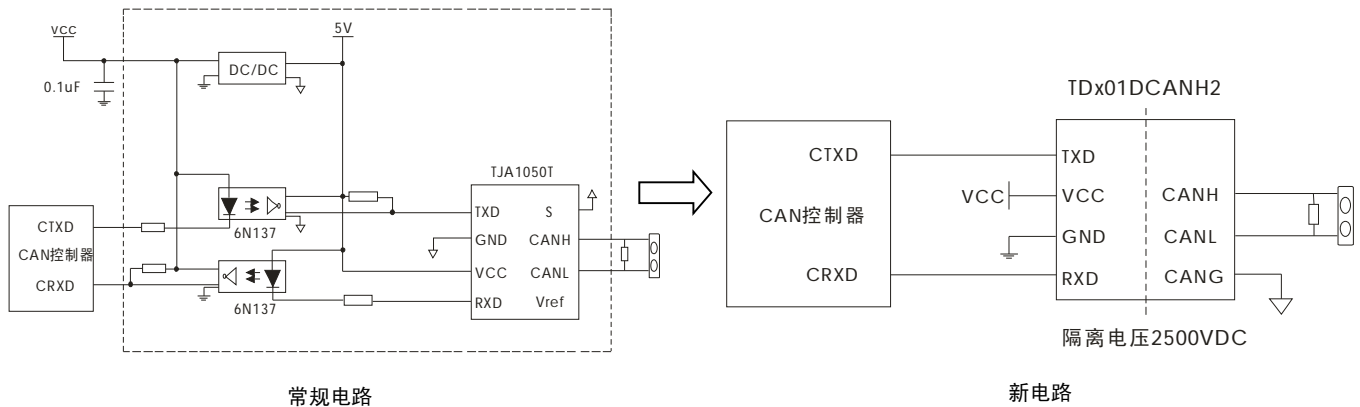 VCC
5V
DC/DC
0.1uF
TJA1050T
CTXD
CAN控制器
CRXD
6N137
6N137
TXD
S
GND
CANH
VCC
CANL
RXD
Vref
常规电路
TDx01DCANH2
CTXD
CAN控制器
CRXD
VCC
TXD
VCC
CANH
GND
CANL
RXD
CANG
隔离电压2500VDC
新电路